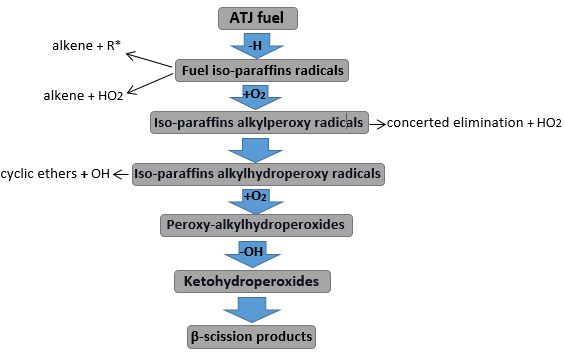 ATJ fuel
-H
alkene + R*
Fuel iso-paraffins radicals
alkene + HO2
+O₂
Iso-paraffins alkylperoxy radicals
concerted elimination + HO2
cyclic ethers + OH
Iso-paraffins alkylhydroperoxy radicals
+O₂
Peroxy-alkylhydroperoxides
-OH
Ketohydroperoxides
β-scission products